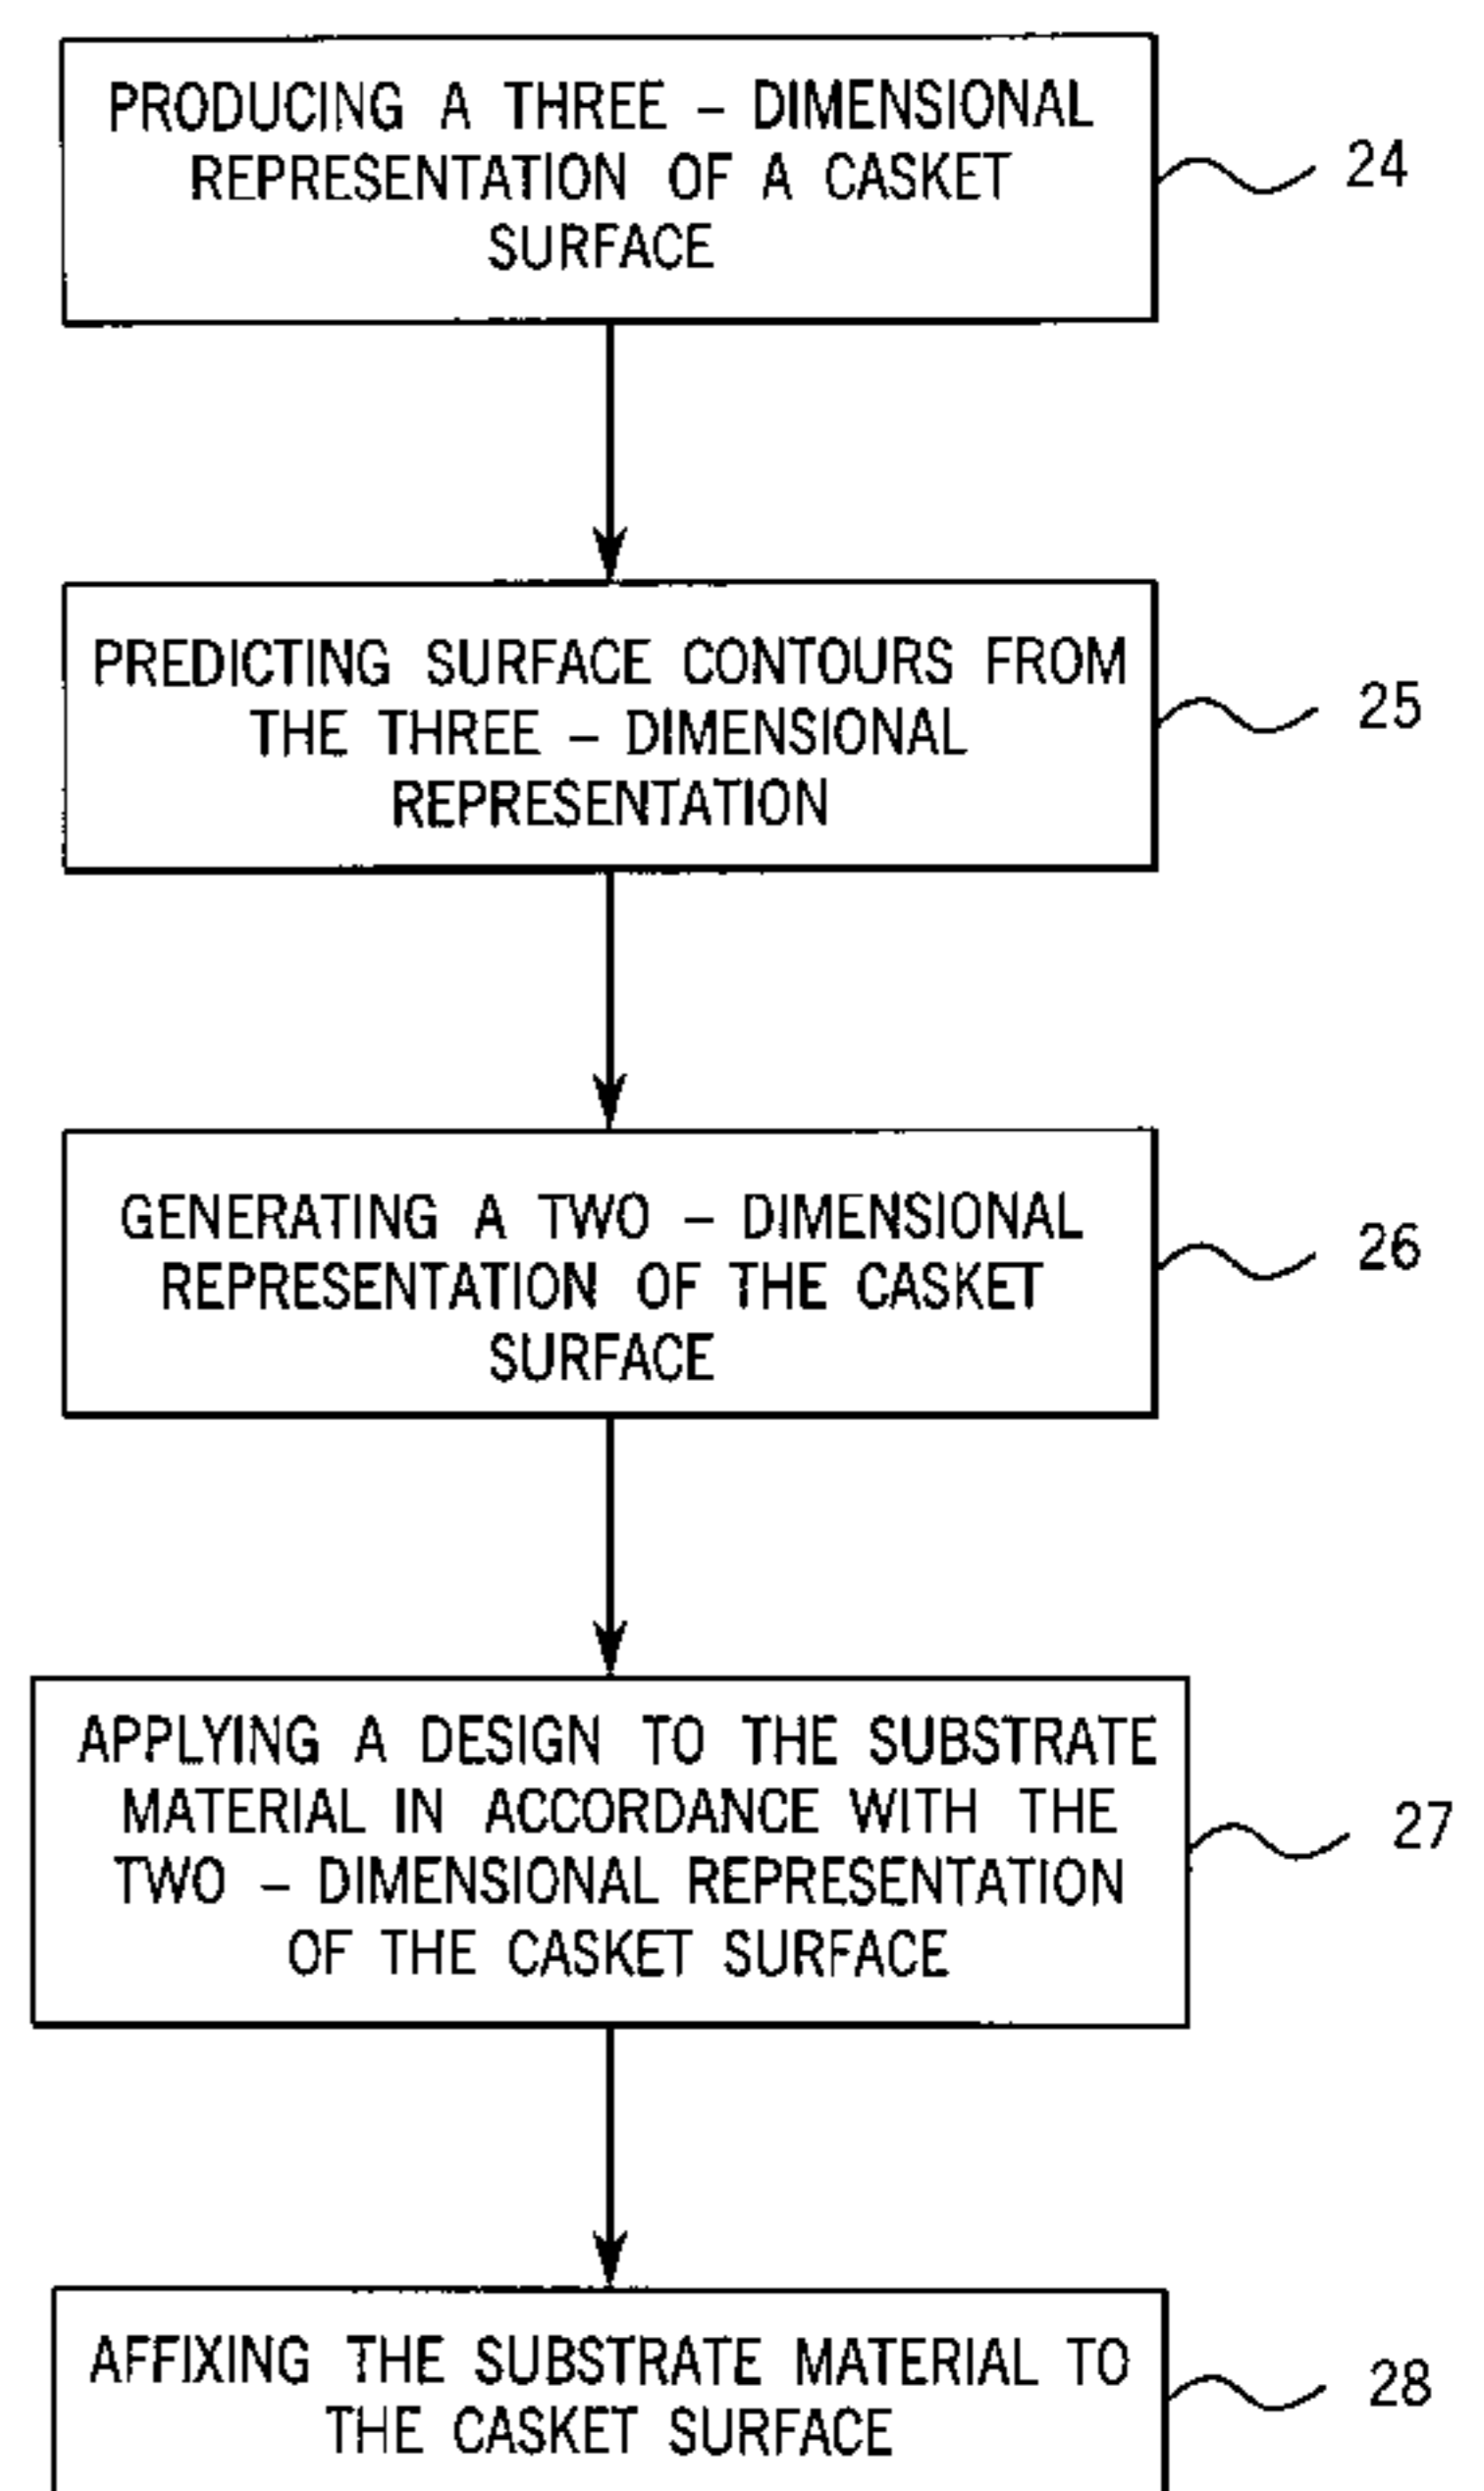 PRODUCING A THREE – DIMENSIONAL
REPRESENTATION OF A CASKET
SURFACE
24
PREDICTING SURFACE CONTOURS FROM
THE THREE – DIMENSIONAL
REPRESENTATION
25
GENERATING A TWO – DIMENSIONAL
REPRESENTATION OF THE CASKET
SURFACE
26
APPLYING A DESIGN TO THE SUBSTRATE
MATERIAL IN ACCORDANCE WITH THE
TWO – DIMENSIONAL REPRESENTATION
OF THE CASKET SURFACE
27
AFFIXING THE SUBSTRATE MATERIAL TO
THE CASKET SURFACE
28